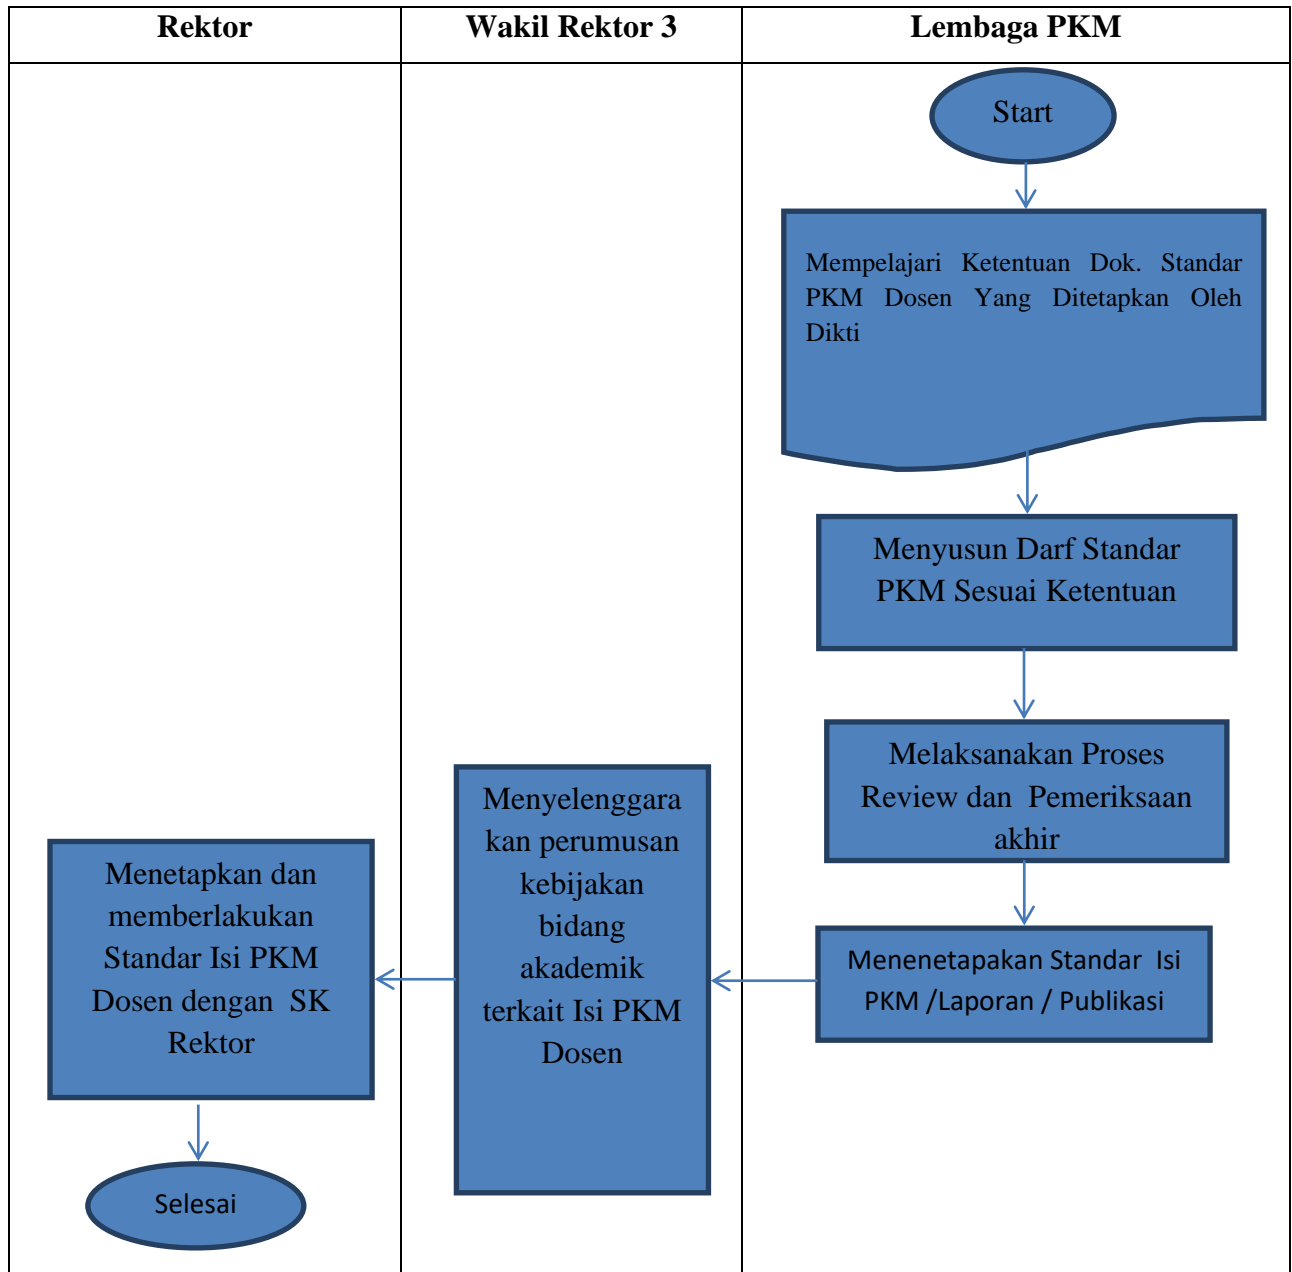 Rektor
Wakil Rektor 3
Lembaga PKM
Start
Mempelajari Ketentuan Dok. Standar
PKM Dosen Yang Ditetapkan Oleh
Dikti
Menyusun Darf Standar
PKM Sesuai Ketentuan
Melaksanakan Proses
Review dan Pemeriksaan
akhir
Menenetapakan Standar Isi
PKM /Laporan / Publikasi
Menyelenggara
kan perumusan
kebijakan
bidang
akademik
terkait Isi PKM
Dosen
Menetapkan dan
memberlakukan
Standar Isi PKM
Dosen dengan SK
Rektor
Selesai